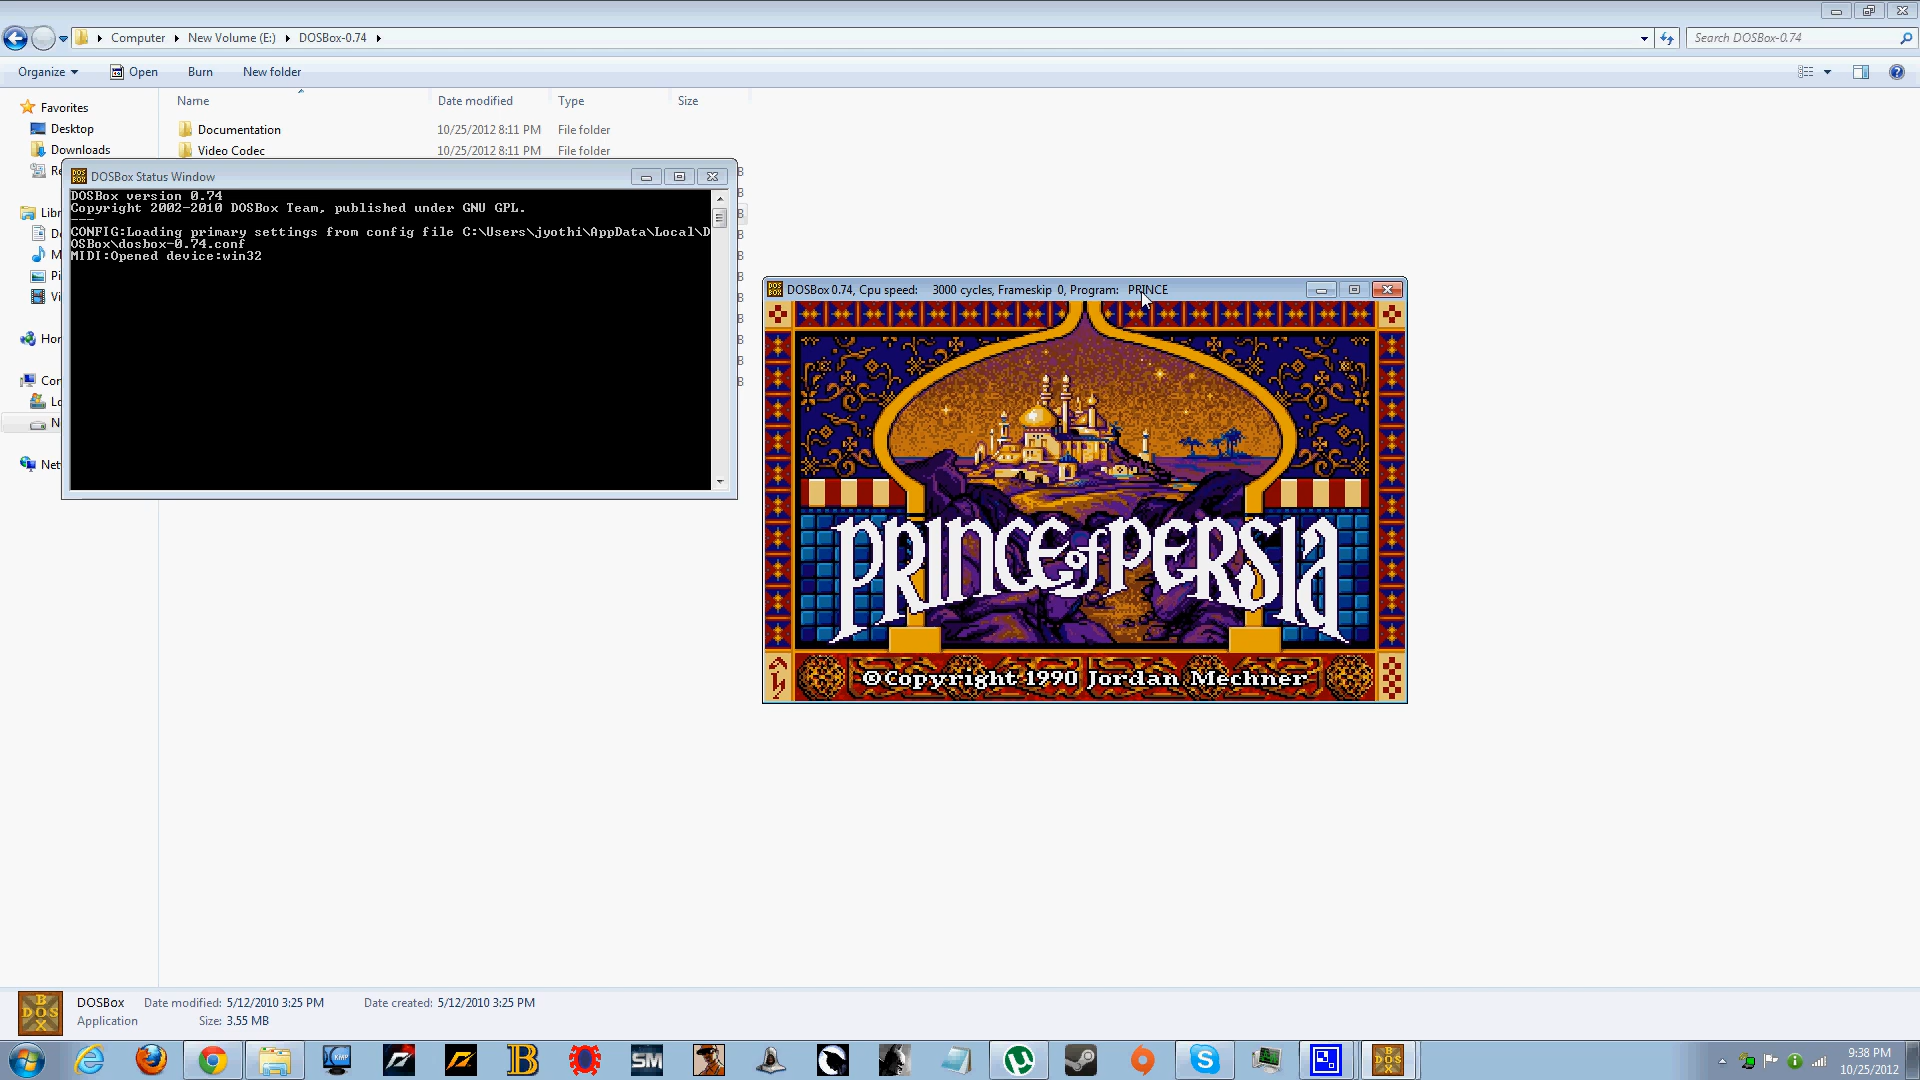 Computer
New Volume (E:)
DOSBox-0.74
Search DOSBox-0.74
Organize
Open
Burn
New folder
Name
Date modified
Type
Size
Favorites
Desktop
Downloads
Documentation 10/25/2012 8:11 PM File folder
Video Codec 10/25/2012 8:11 PM File folder
DOSBox Status Window
DOSBox version 0.74
Copyright 2002-2010 DOSBox Team, published under GNU GPL.
---
CONFIG:Loading primary settings from config file C:\Users\jyothi\AppData\Local\D
OSBox\dosbox-0.74.conf
MIDI:Opened device:win32
DOSBox 0.74, Cpu speed: 3000 cycles, Frameskip 0, Program: PRINCE
PRINCE of PERSIA
©Copyright 1990 Jordan Mechner
DOSBox Date modified: 5/12/2010 3:25 PM Date created: 5/12/2010 3:25 PM
Application Size: 3.55 MB
KMP
B
SM
9:38 PM
10/25/2012